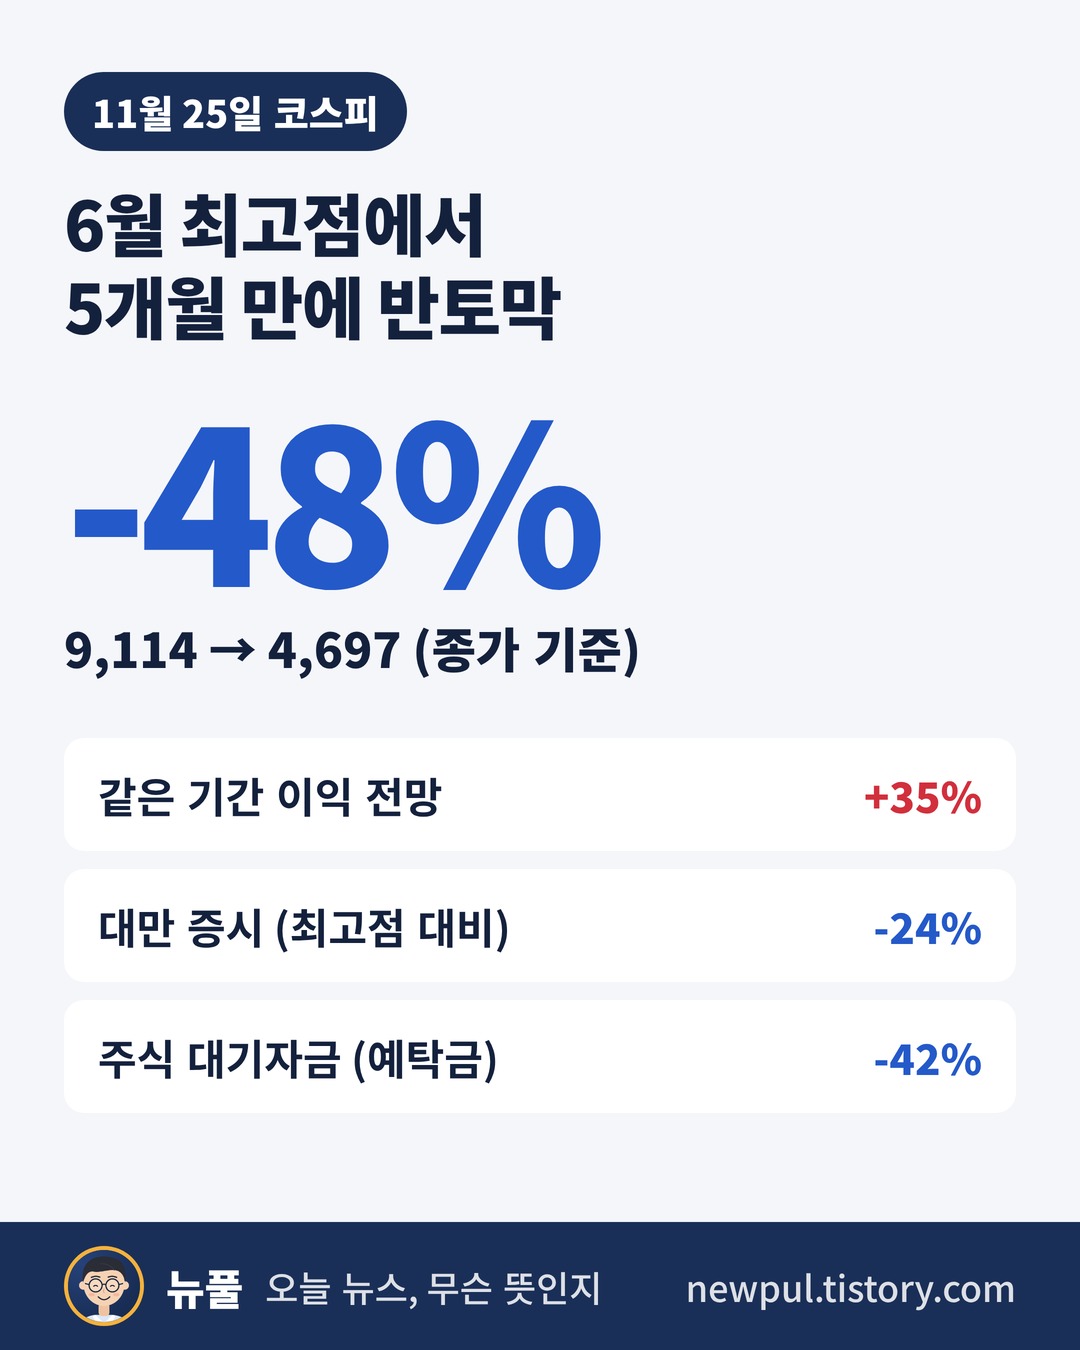 11월 25일 코스피
6월 최고점에서
5개월 만에 반토막
-48%
9,114 → 4,697 (종가 기준)
같은 기간 이익 전망 +35%
대만 증시 (최고점 대비) -24%
주식 대기자금 (예탁금) -42%
뉴풀 오늘 뉴스, 무슨 뜻인지 newpul.tistory.com